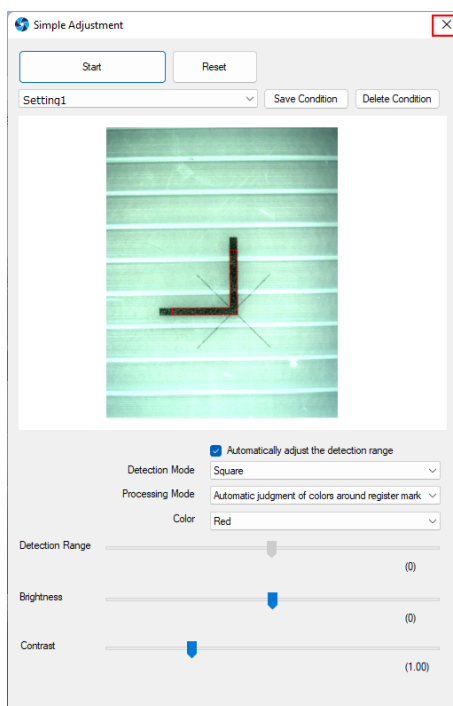 Simple Adjustment
Start Reset
Setting1 Save Condition Delete Condition
Automatically adjust the detection range
Detection Mode Square
Processing Mode Automatic judgment of colors around register mark
Color Red
Detection Range
(0)
Brightness
(0)
Contrast
(1.00)